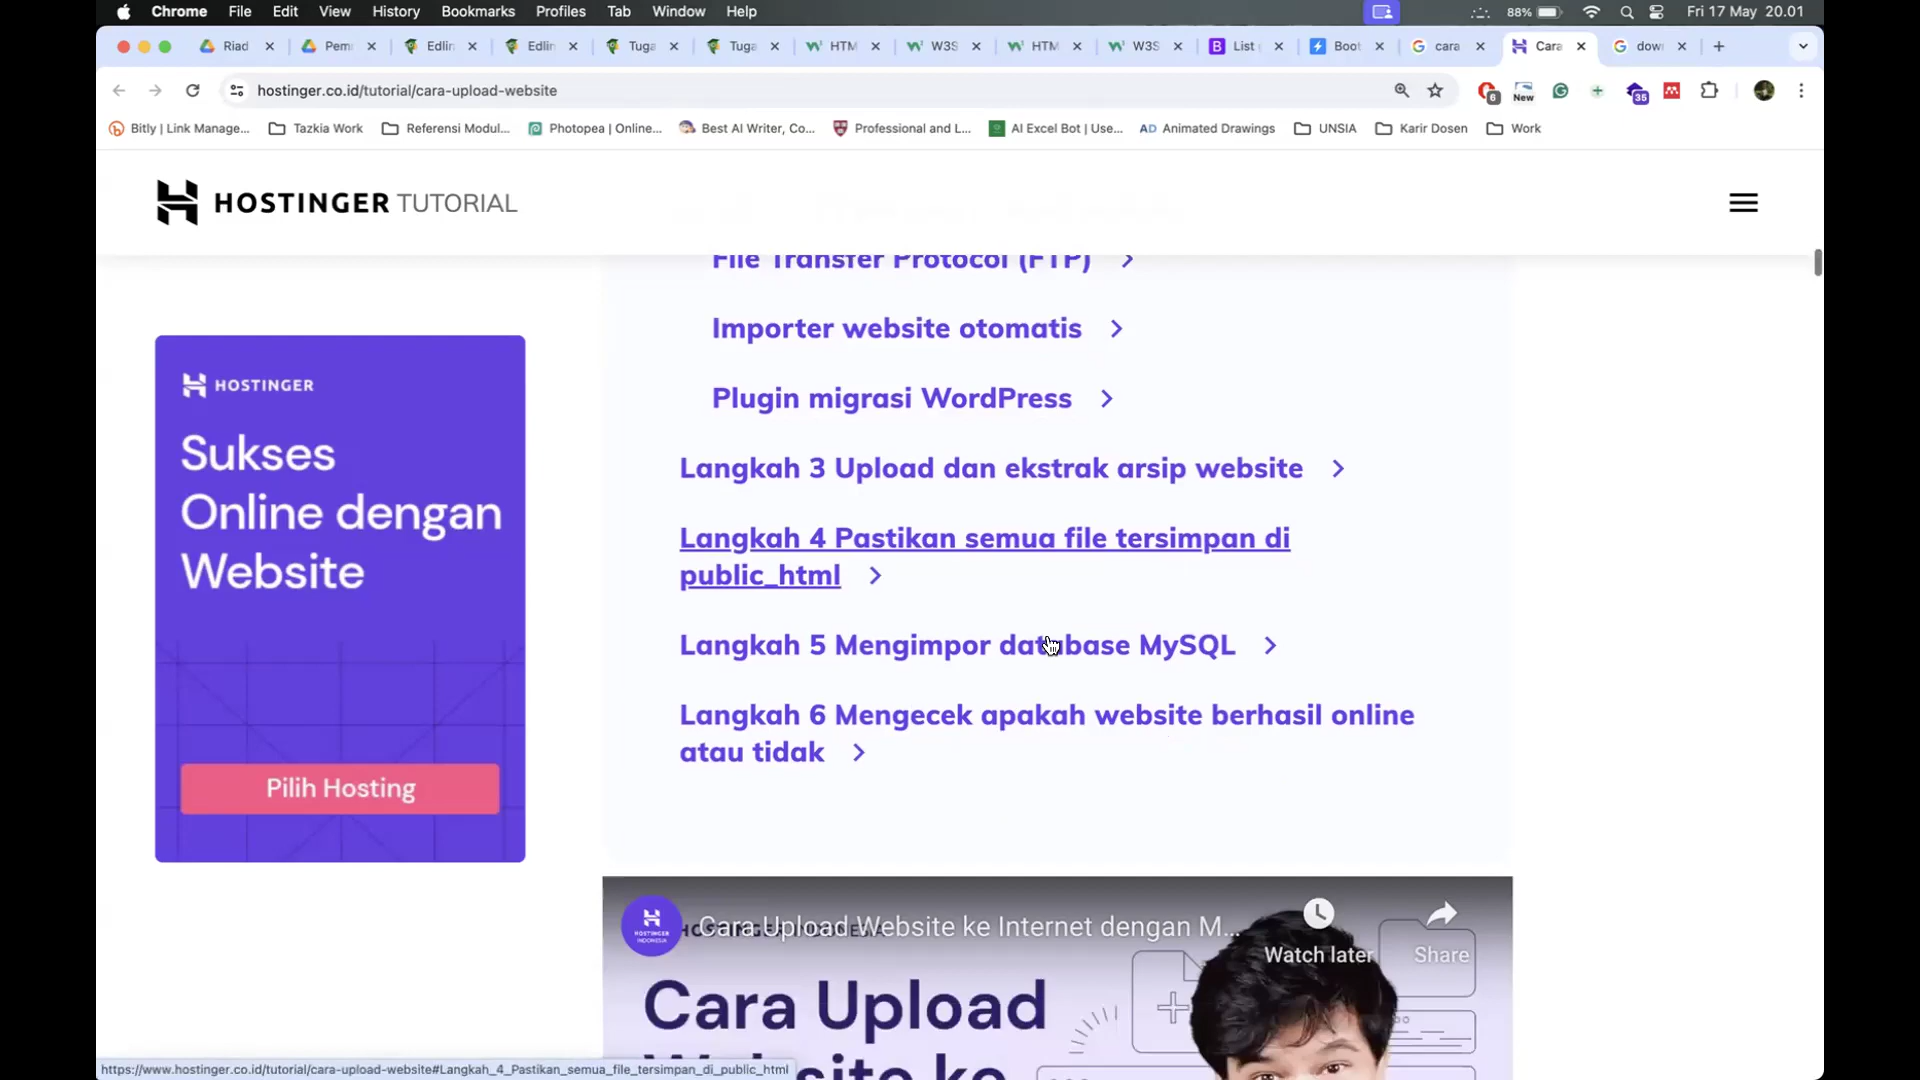 Chrome File Edit View History Bookmarks Profiles Tab Window Help 88% Fri 17 May 20.01
Riad Pem Edlin Edlin Tuga Tuga HTM W3S HTM W3S List Boot cara Cara dow
hostinger.co.id/tutorial/cara-upload-website
6 New 35
Bitly | Link Manage... Tazkia Work Referensi Modul... Photopea | Online... Best AI Writer, Co... Professional and L... AI Excel Bot | Use... AD Animated Drawings UNSIA Karir Dosen Work
HOSTINGER TUTORIAL
File Transfer Protocol (FTP)
Importer website otomatis
Plugin migrasi WordPress
Langkah 3 Upload dan ekstrak arsip website
Langkah 4 Pastikan semua file tersimpan di
public_html
Langkah 5 Mengimpor database MySQL
Langkah 6 Mengecek apakah website berhasil online
atau tidak
HOSTINGER
Sukses
Online dengan
Website
Pilih Hosting
HOSTINGER
INDONESIA
Cara Upload Website ke Internet dengan M...
Watch later
Share
Cara Upload
Website ke
https://www.hostinger.co.id/tutorial/cara-upload-website#Langkah_4_Pastikan_semua_file_tersimpan_di_public_html